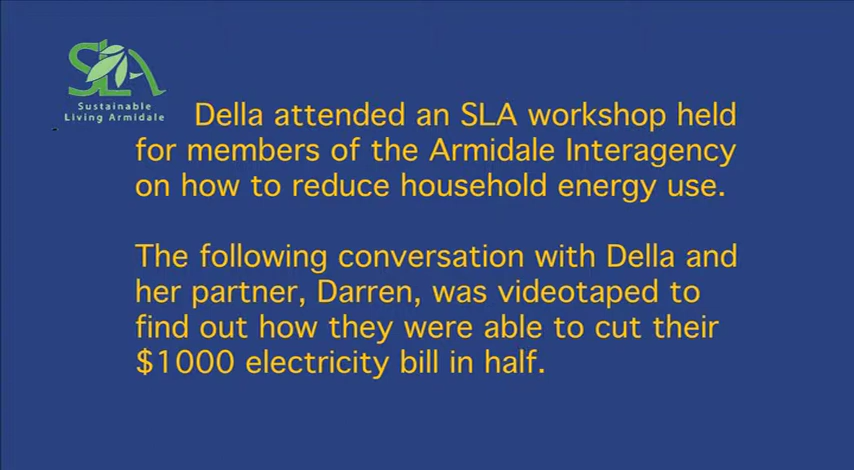 SLA
Sustainable
Living Armidale
Della attended an SLA workshop held
for members of the Armidale Interagency
on how to reduce household energy use.
The following conversation with Della and
her partner, Darren, was videotaped to
find out how they were able to cut their
$1000 electricity bill in half.